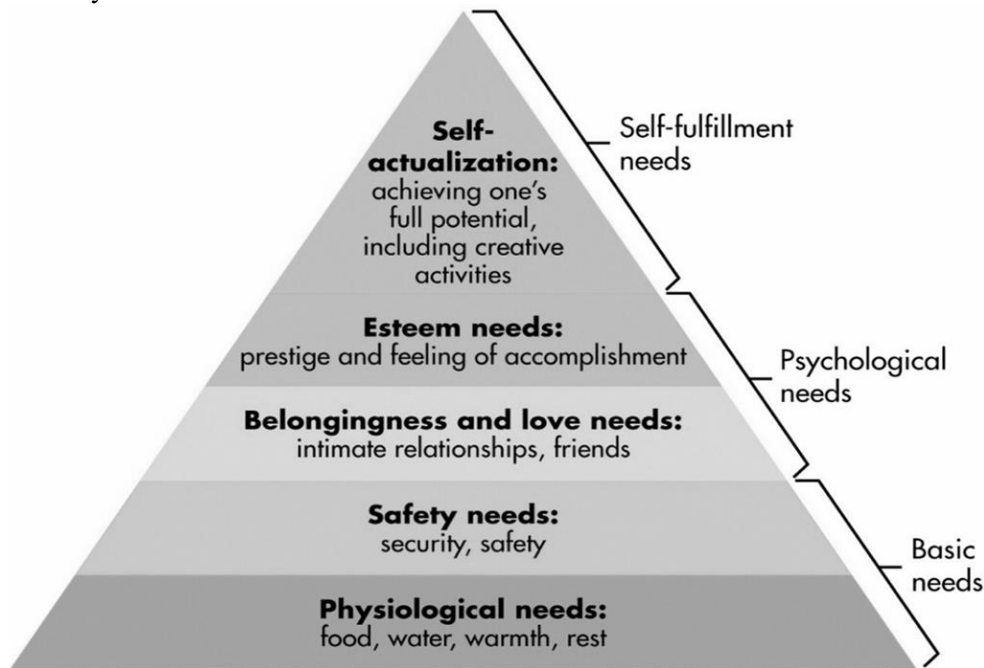 Self-
actualization:
achieving one's
full potential,
including creative
activities
Self-fulfillment
needs
Esteem needs:
prestige and feeling of accomplishment
Psychological
needs
Belongingness and love needs:
intimate relationships, friends
Safety needs:
security, safety
Basic
needs
Physiological needs:
food, water, warmth, rest